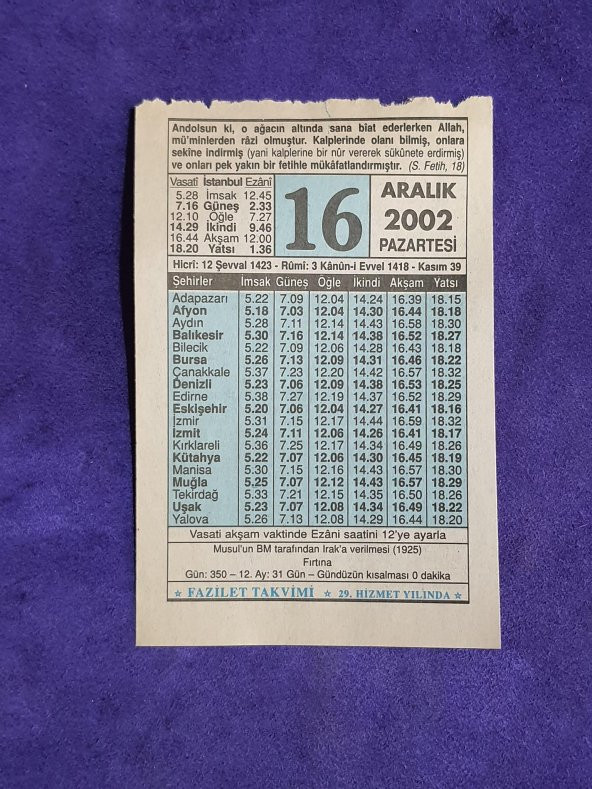 Andolsun ki, o ağacın altında sana bîat ederlerken Allah,
mü'minlerden râzi olmuştur. Kalplerinde olanı bilmiş, onlara
sekîne indirmiş (yani kalplerine bir nûr vererek sükûnete erdirmiş)
ve onları pek yakın bir fetihle mükâfatlandırmıştır. (S. Fetih, 18)
Vasatî İstanbul Ezânî
5.28 İmsak 12.45
7.16 Güneş 2.33
12.10 Öğle 7.27
14.29 İkindi 9.46
16.44 Akşam 12.00
18.20 Yatsı 1.36
16
ARALIK
2002
PAZARTESİ
Hicrî: 12 Şevval 1423 - Rûmî: 3 Kânûn-i Evvel 1418 - Kasım 39
Şehirler İmsak Güneş Öğle İkindi Akşam Yatsı
Adapazarı 5.22 7.09 12.04 14.24 16.39 18.15
Afyon 5.18 7.03 12.04 14.30 16.44 18.18
Aydın 5.28 7.11 12.14 14.43 16.58 18.30
Balıkesir 5.30 7.16 12.14 14.38 16.52 18.27
Bilecik 5.22 7.09 12.06 14.28 16.43 18.18
Bursa 5.26 7.13 12.09 14.31 16.46 18.22
Çanakkale 5.37 7.23 12.20 14.42 16.57 18.32
Denizli 5.23 7.06 12.09 14.38 16.53 18.25
Edirne 5.38 7.27 12.19 14.37 16.52 18.29
Eskişehir 5.20 7.06 12.04 14.27 16.41 18.16
İzmir 5.31 7.15 12.17 14.44 16.59 18.32
İzmit 5.24 7.11 12.06 14.26 16.41 18.17
Kırklareli 5.36 7.25 12.17 14.34 16.49 18.26
Kütahya 5.22 7.07 12.06 14.30 16.45 18.19
Manisa 5.30 7.15 12.16 14.43 16.57 18.30
Muğla 5.25 7.07 12.12 14.43 16.57 18.29
Tekirdağ 5.33 7.21 12.15 14.35 16.50 18.26
Uşak 5.23 7.07 12.08 14.34 16.49 18.22
Yalova 5.26 7.13 12.08 14.29 16.44 18.20
Vasati akşam vaktinde Ezâni saatini 12'ye ayarla
Musul'un BM tarafından Irak'a verilmesi (1925)
Fırtına
Gün: 350 – 12. Ay: 31 Gün – Gündüzün kısalması 0 dakika
★ FAZİLET TAKVİMİ ★ 29. HİZMET YILINDA ★